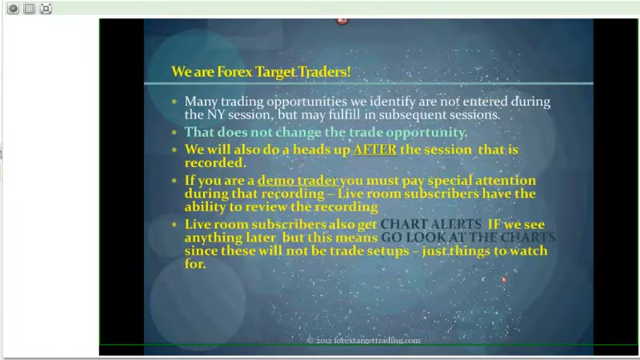 We are Forex Target Traders!
Many trading opportunities we identify are not entered during
the NY session, but may fulfill in subsequent sessions.
That does not change the trade opportunity.
We will also do a heads up AFTER the session that is
recorded.
If you are a demo trader you must pay special attention
during that recording – Live room subscribers have the
ability to review the recording
Live room subscribers also get CHART ALERTS IF we see
anything later but this means GO LOOK AT THE CHARTS
since these will not be trade setups – just things to watch
for.
© 2012 forextargettrading.com